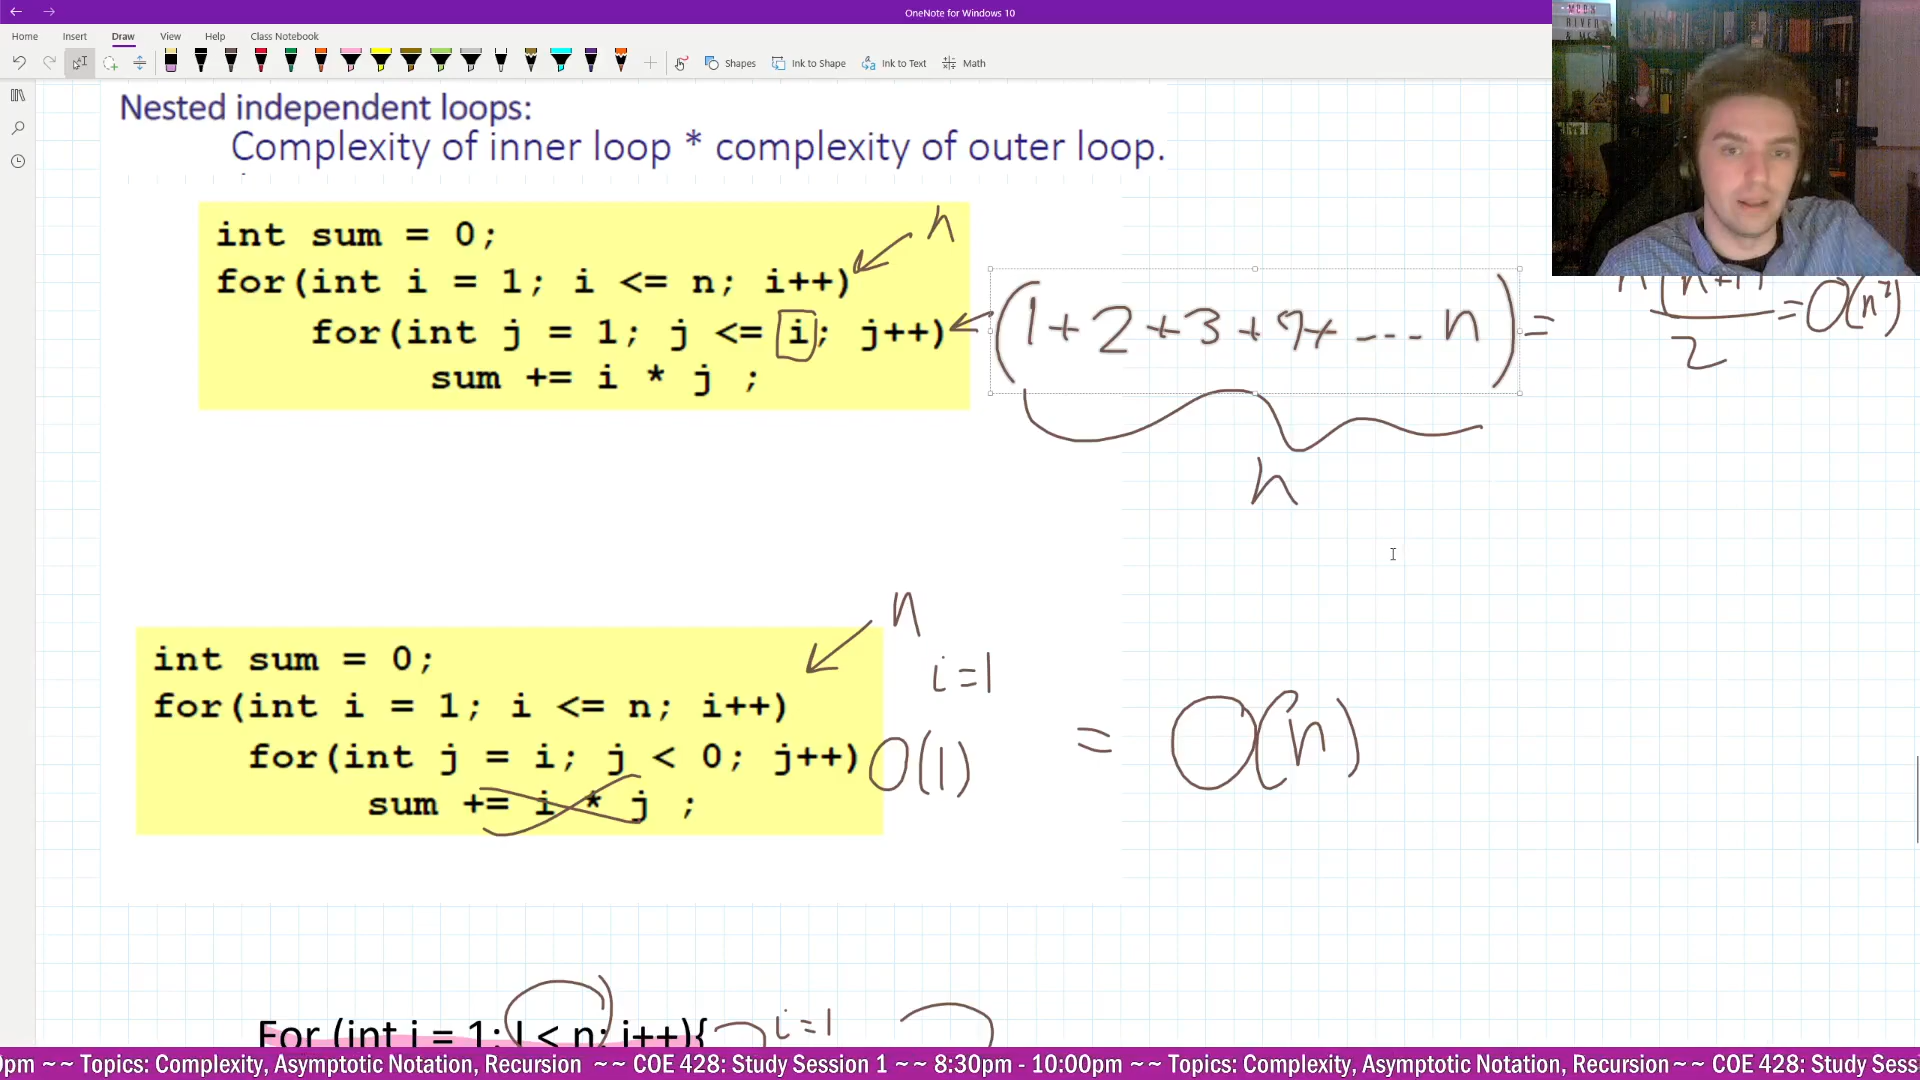 OneNote for Windows 10
Home Insert Draw View Help Class Notebook
Shapes Ink to Shape Ink to Text Math
MOON
RIVER
Nested independent loops:
Complexity of inner loop * complexity of outer loop.
int sum = 0;
for(int i = 1; i <= n; i++)
for(int j = 1; j <= i; j++)
sum += i * j ;
n
(1+2+3+4+ ---- n) = n(n+1) / 2 = O(n²)
n
int sum = 0;
for(int i = 1; i <= n; i++)
for(int j = i; j < 0; j++)
sum += i * j ;
n
i=1
O(1) = O(n)
For (int i = 1; I < n; i++){
i=1
0pm ~~ Topics: Complexity, Asymptotic Notation, Recursion ~~ COE 428: Study Session 1 ~~ 8:30pm - 10:00pm ~~ Topics: Complexity, Asymptotic Notation, Recursion ~~ COE 428: Study Sess